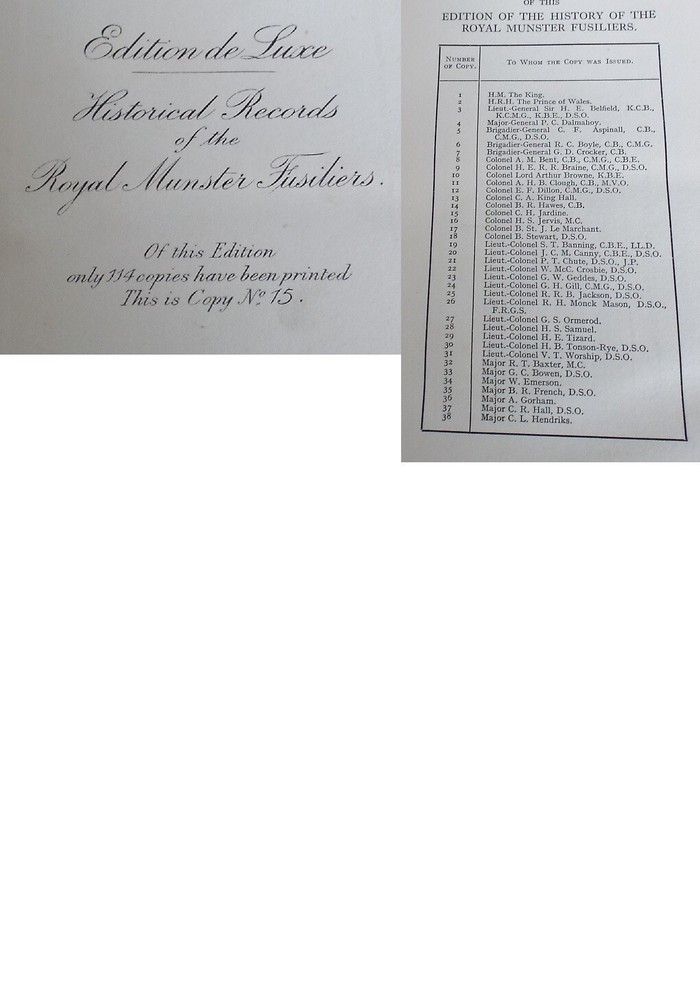 Edition de Luxe
Historical Records
of the
Royal Munster Fusiliers.
Of this Edition
only 114 copies have been printed
This is Copy No 15.
OF THIS
EDITION OF THE HISTORY OF THE
ROYAL MUNSTER FUSILIERS.
NUMBER OF COPY. TO WHOM THE COPY WAS ISSUED.
1 H.M. The King.
2 H.R.H. The Prince of Wales.
3 Lieut.-General Sir H. E. Belfield, K.C.B.,
K.C.M.G., K.B.E., D.S.O.
4 Major-General P. C. Dalmahoy.
5 Brigadier-General C. F. Aspinall, C.B.,
C.M.G., D.S.O.
6 Brigadier-General R. C. Boyle, C.B., C.M.G.
7 Brigadier-General G. D. Crocker, C.B.
8 Colonel A. M. Bent, C.B., C.M.G., C.B.E.
9 Colonel H. E. R. R. Braine, C.M.G., D.S.O.
10 Colonel Lord Arthur Browne, K.B.E.
11 Colonel A. H. B. Clough, C.B., M.V.O.
12 Colonel E. F. Dillon, C.M.G., D.S.O.
13 Colonel C. A. King Hall.
14 Colonel B. R. Hawes, C.B.
15 Colonel C. H. Jardine.
16 Colonel H. S. Jervis, M.C.
17 Colonel B. St. J. Le Marchant.
18 Colonel B. Stewart, D.S.O.
19 Lieut.-Colonel S. T. Banning, C.B.E., LL.D.
20 Lieut.-Colonel J. C. M. Canny, C.B.E., D.S.O.
21 Lieut.-Colonel P. T. Chute, D.S.O., J.P.
22 Lieut.-Colonel W. McC. Crosbie, D.S.O.
23 Lieut.-Colonel G. W. Geddes, D.S.O.
24 Lieut.-Colonel G. H. Gill, C.M.G., D.S.O.
25 Lieut.-Colonel R. R. B. Jackson, D.S.O.
26 Lieut.-Colonel R. H. Monck Mason, D.S.O.,
F.R.G.S.
27 Lieut.-Colonel G. S. Ormerod.
28 Lieut.-Colonel H. S. Samuel.
29 Lieut.-Colonel H. E. Tizard.
30 Lieut.-Colonel H. B. Tonson-Rye, D.S.O.
31 Lieut.-Colonel V. T. Worship, D.S.O.
32 Major R. T. Baxter, M.C.
33 Major G. C. Bowen, D.S.O.
34 Major W. Emerson.
35 Major B. R. French, D.S.O.
36 Major A. Gorham.
37 Major C. R. Hall, D.S.O.
38 Major C. L. Hendriks.